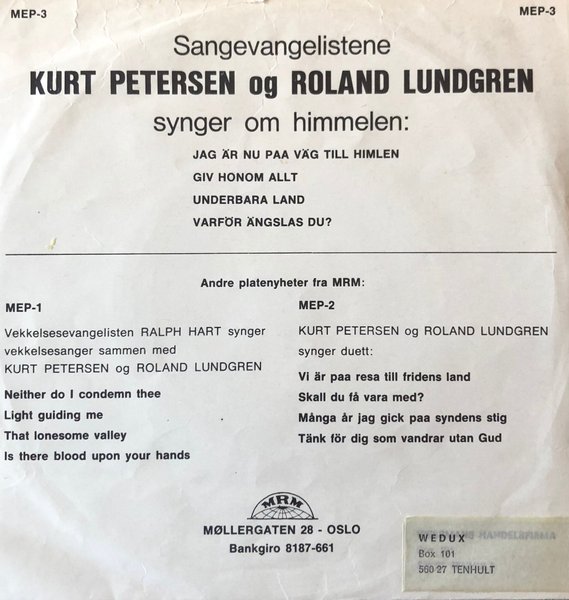 MEP-3
MEP-3
Sangevangelistene
KURT PETERSEN og ROLAND LUNDGREN
synger om himmelen:
JAG ÄR NU PAA VÄG TILL HIMLEN
GIV HONOM ALLT
UNDERBARA LAND
VARFÖR ÄNGSLAS DU?
Andre platenyheter fra MRM:
MEP-1
Vekkelsesevangelisten RALPH HART synger
vekkelsesanger sammen med
KURT PETERSEN og ROLAND LUNDGREN
Neither do I condemn thee
Light guiding me
That lonesome valley
Is there blood upon your hands
MEP-2
KURT PETERSEN og ROLAND LUNDGREN
synger duett:
Vi är paa resa till fridens land
Skall du få vara med?
Många år jag gick paa syndens stig
Tänk för dig som vandrar utan Gud
MRM
MØLLERGATEN 28 - OSLO
Bankgiro 8187-661
WEDUX
Box 101
560 27 TENHULT